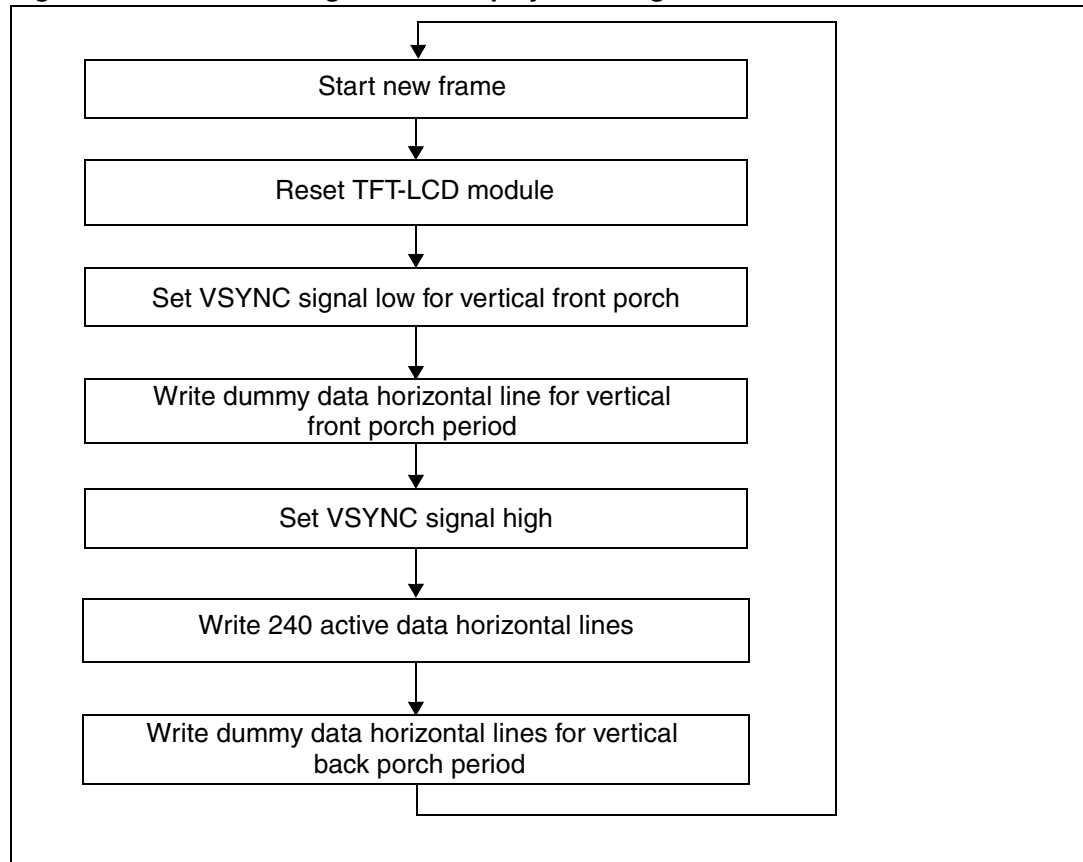 Start new frame
Reset TFT-LCD module
Set VSYNC signal low for vertical front porch
Write dummy data horizontal line for vertical
front porch period
Set VSYNC signal high
Write 240 active data horizontal lines
Write dummy data horizontal lines for vertical
back porch period